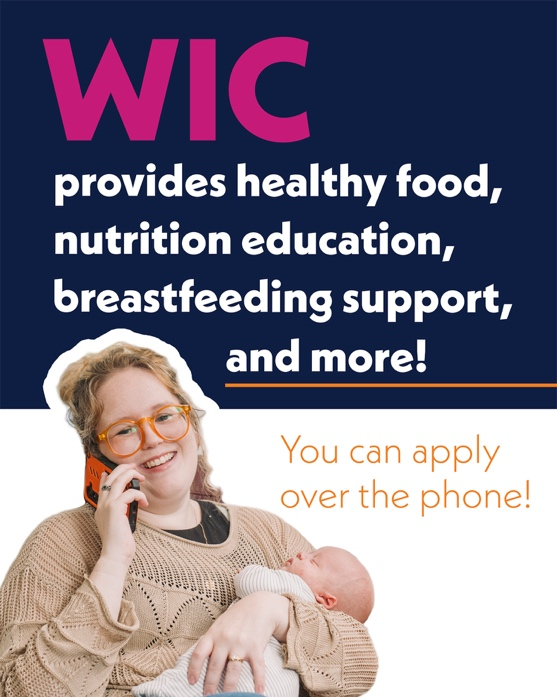 WIC
provides healthy food,
nutrition education,
breastfeeding support,
and more!
You can apply
over the phone!